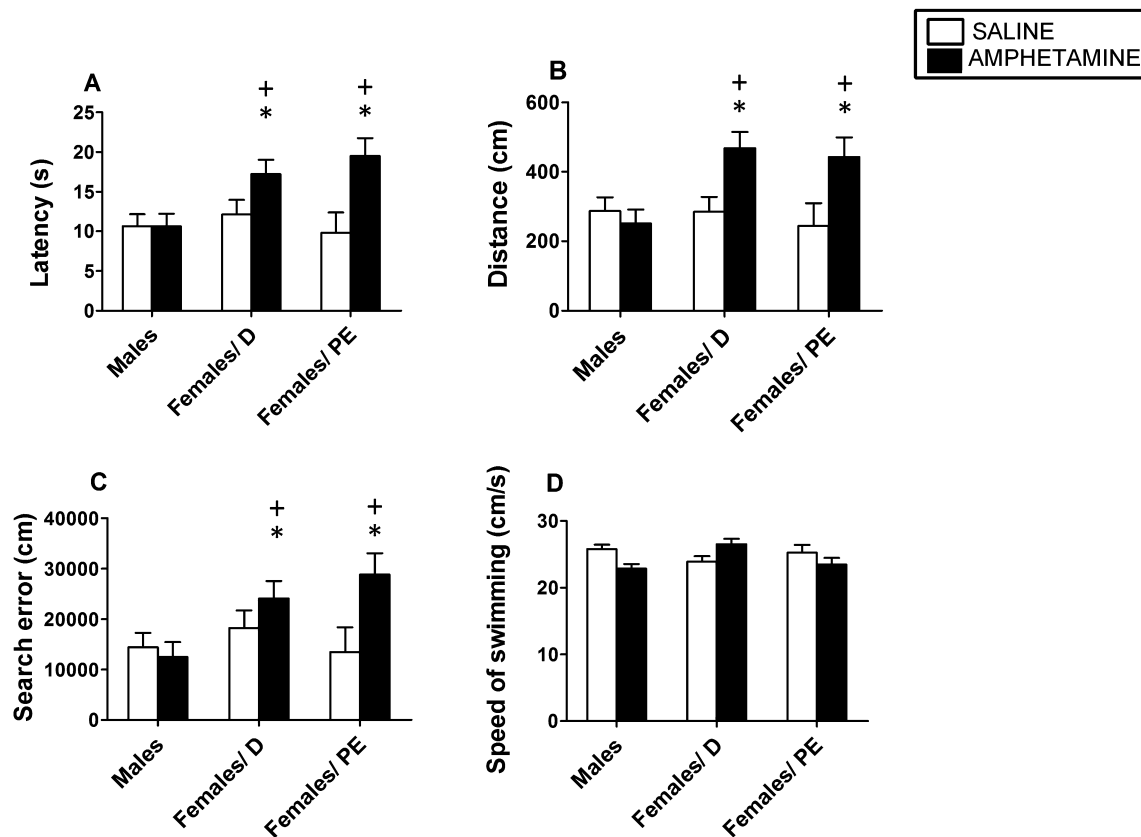 SALINE
AMPHETAMINE
A
+
*
+
*
25
20
15
10
5
0
Latency (s)
Males
Females/ D
Females/ PE
B
+
*
+
*
600
400
200
0
Distance (cm)
Males
Females/ D
Females/ PE
C
+
*
+
*
40000
30000
20000
10000
0
Search error (cm)
Males
Females/ D
Females/ PE
D
30
20
10
0
Speed of swimming (cm/s)
Males
Females/ D
Females/ PE